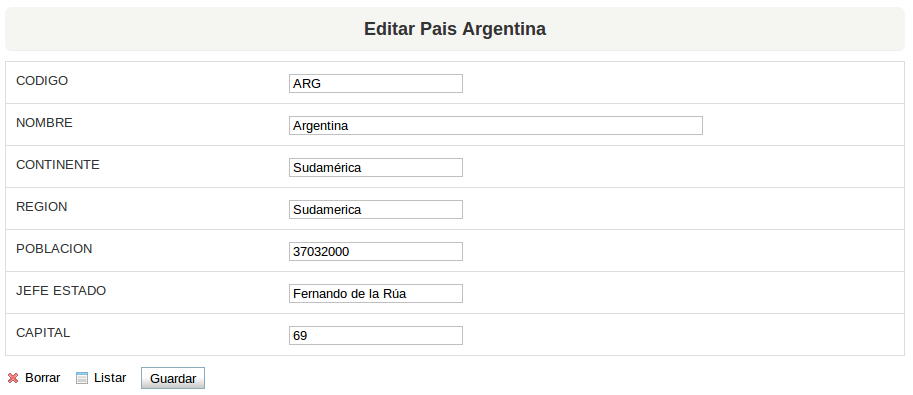 Editar Pais Argentina
CODIGO ARG
NOMBRE Argentina
CONTINENTE Sudamérica
REGION Sudamerica
POBLACION 37032000
JEFE ESTADO Fernando de la Rúa
CAPITAL 69
Borrar Listar Guardar